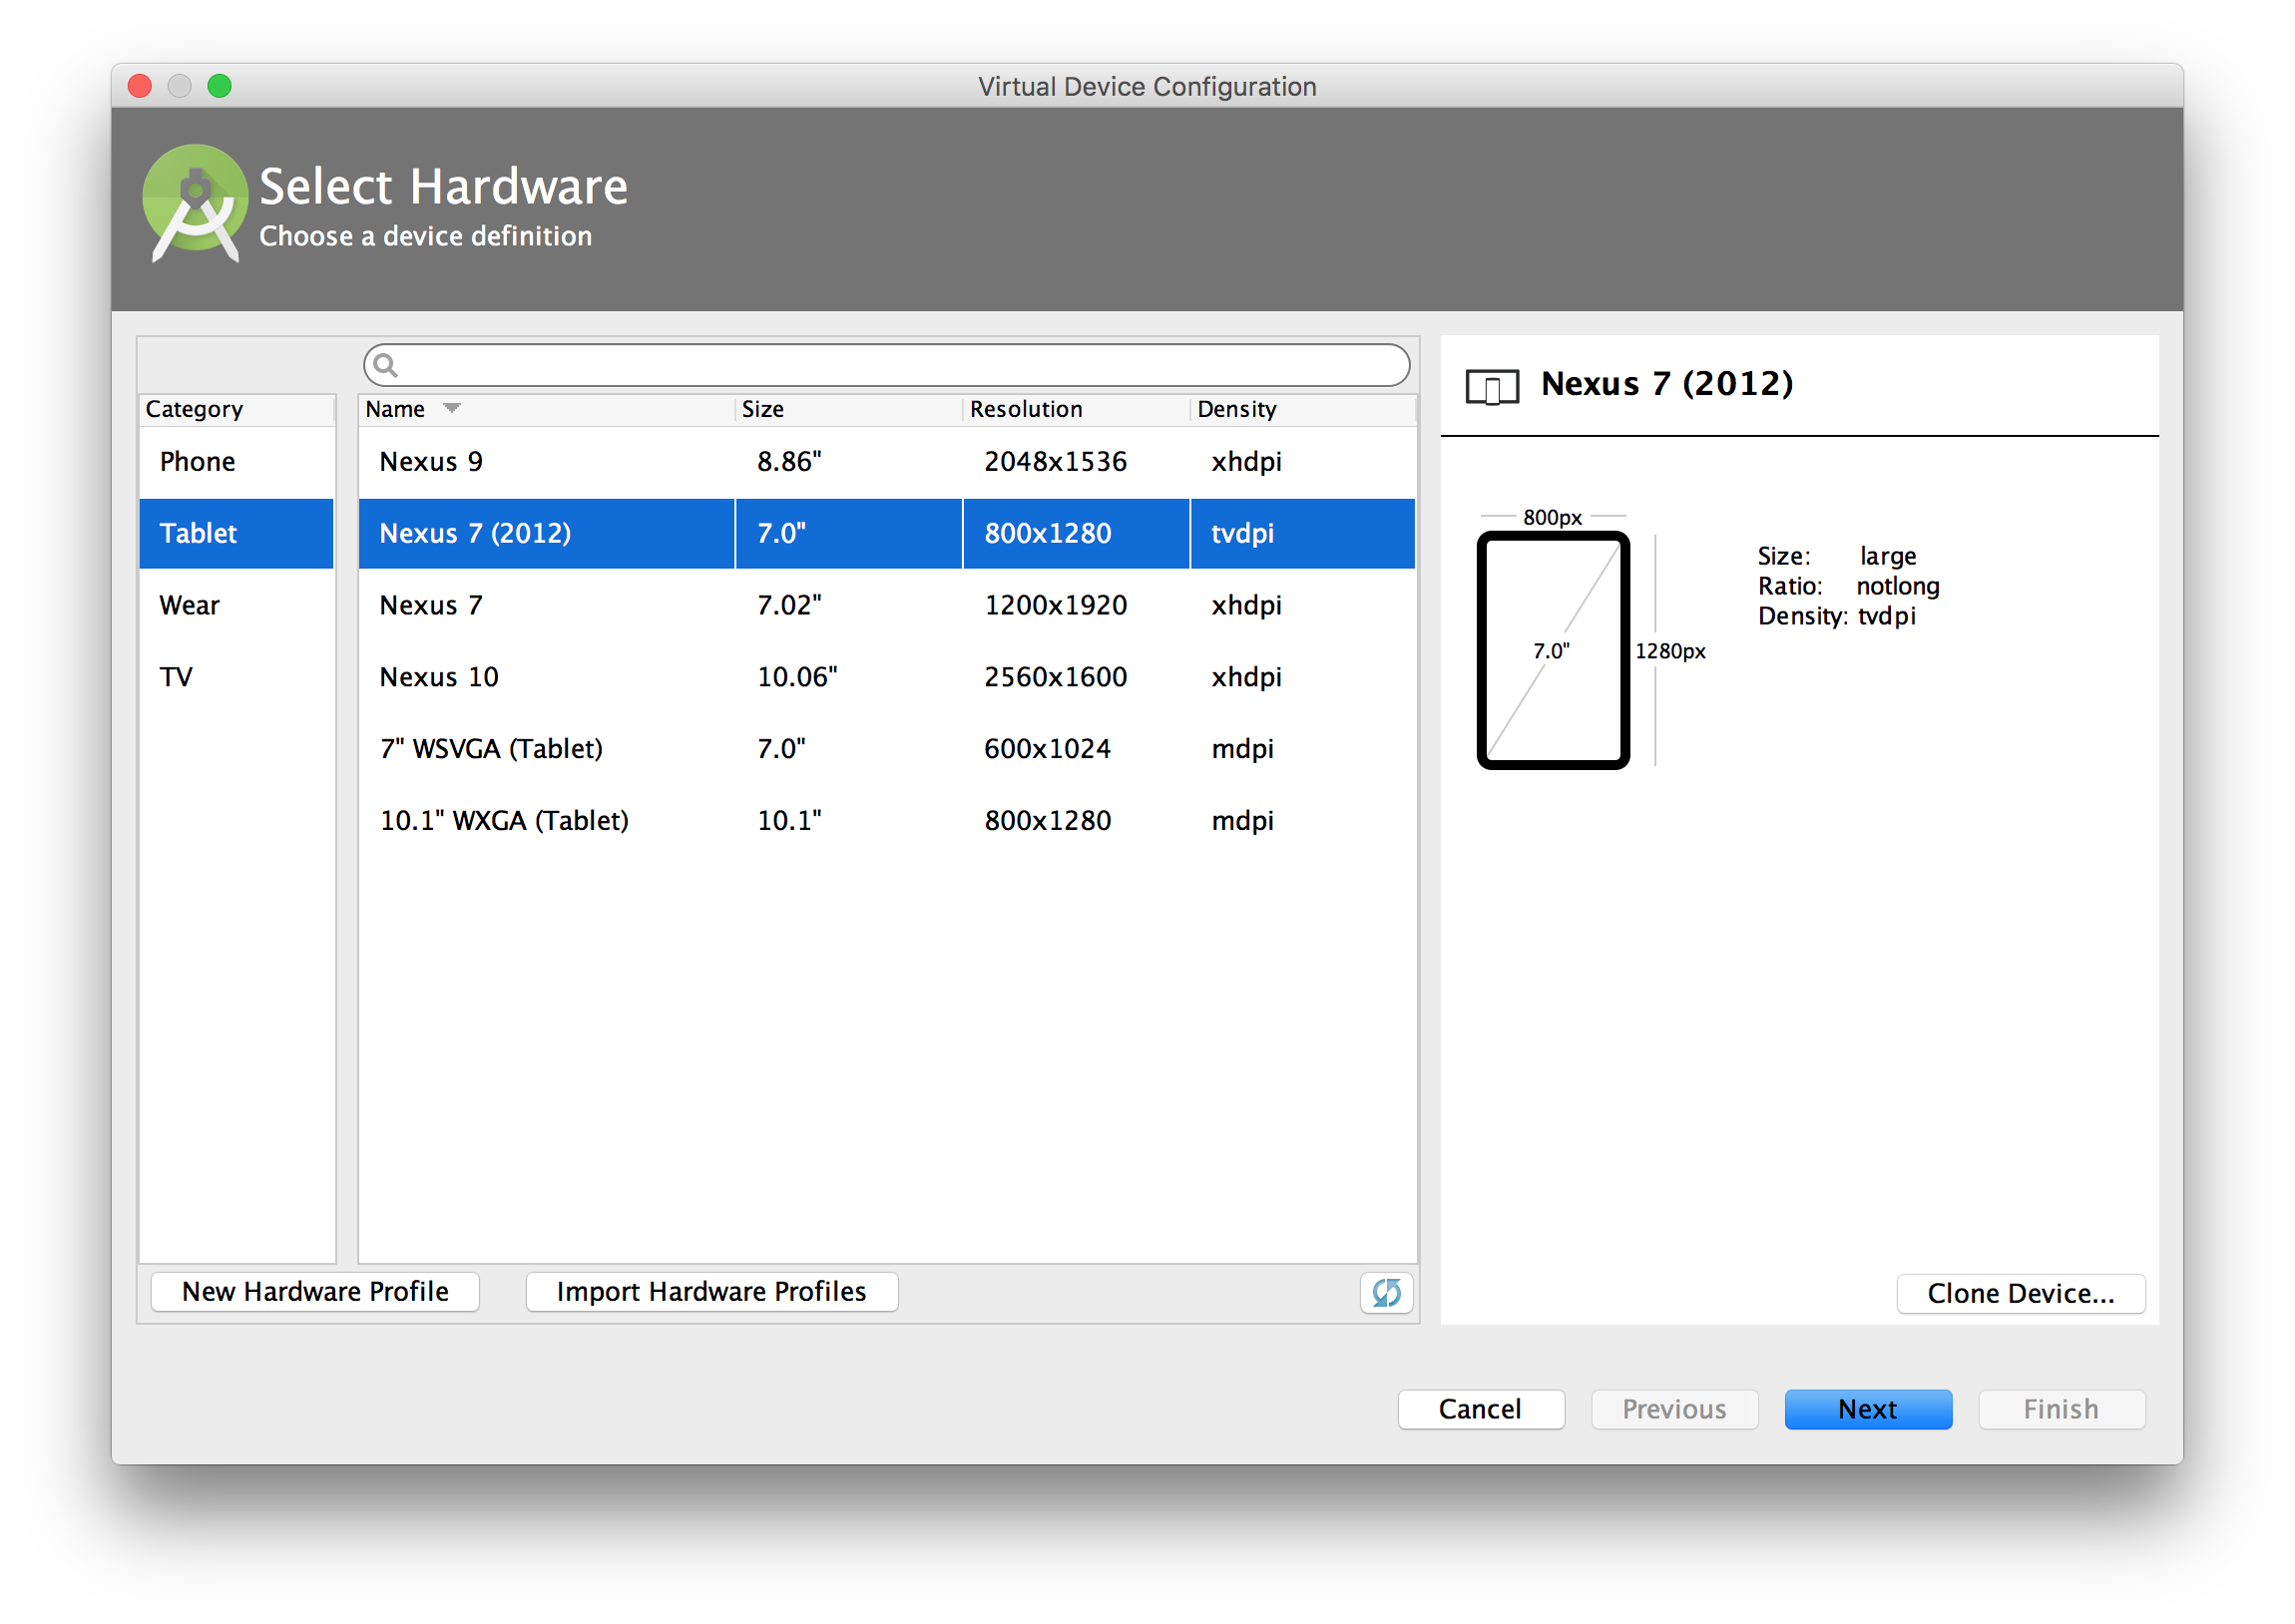 Virtual Device Configuration
Select Hardware
Choose a device definition
Category
Phone
Tablet
Wear
TV
Name Size Resolution Density
Nexus 9 8.86" 2048x1536 xhdpi
Nexus 7 (2012) 7.0" 800x1280 tvdpi
Nexus 7 7.02" 1200x1920 xhdpi
Nexus 10 10.06" 2560x1600 xhdpi
7" WSVGA (Tablet) 7.0" 600x1024 mdpi
10.1" WXGA (Tablet) 10.1" 800x1280 mdpi
New Hardware Profile Import Hardware Profiles
Nexus 7 (2012)
800px
7.0"
1280px
Size: large
Ratio: notlong
Density: tvdpi
Clone Device...
Cancel Previous Next Finish